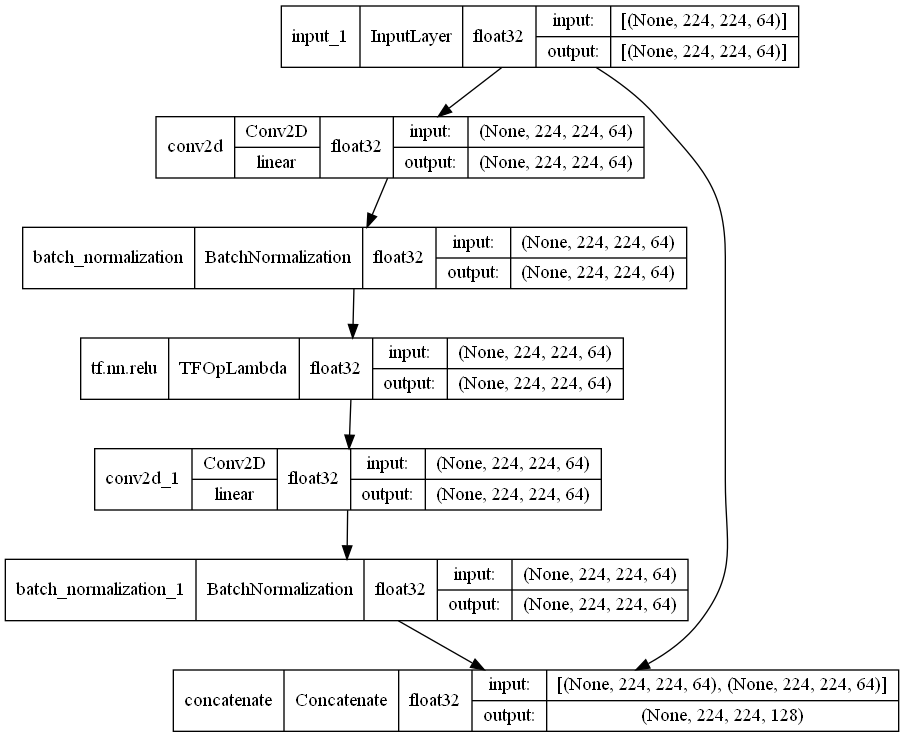 input_1 InputLayer float32 input: [(None, 224, 224, 64)]
output: [(None, 224, 224, 64)]
conv2d Conv2D linear float32 input: (None, 224, 224, 64)
output: (None, 224, 224, 64)
batch_normalization BatchNormalization float32 input: (None, 224, 224, 64)
output: (None, 224, 224, 64)
tf.nn.relu TFOpLambda float32 input: (None, 224, 224, 64)
output: (None, 224, 224, 64)
conv2d_1 Conv2D linear float32 input: (None, 224, 224, 64)
output: (None, 224, 224, 64)
batch_normalization_1 BatchNormalization float32 input: (None, 224, 224, 64)
output: (None, 224, 224, 64)
concatenate Concatenate float32 input: [(None, 224, 224, 64), (None, 224, 224, 64)]
output: (None, 224, 224, 128)